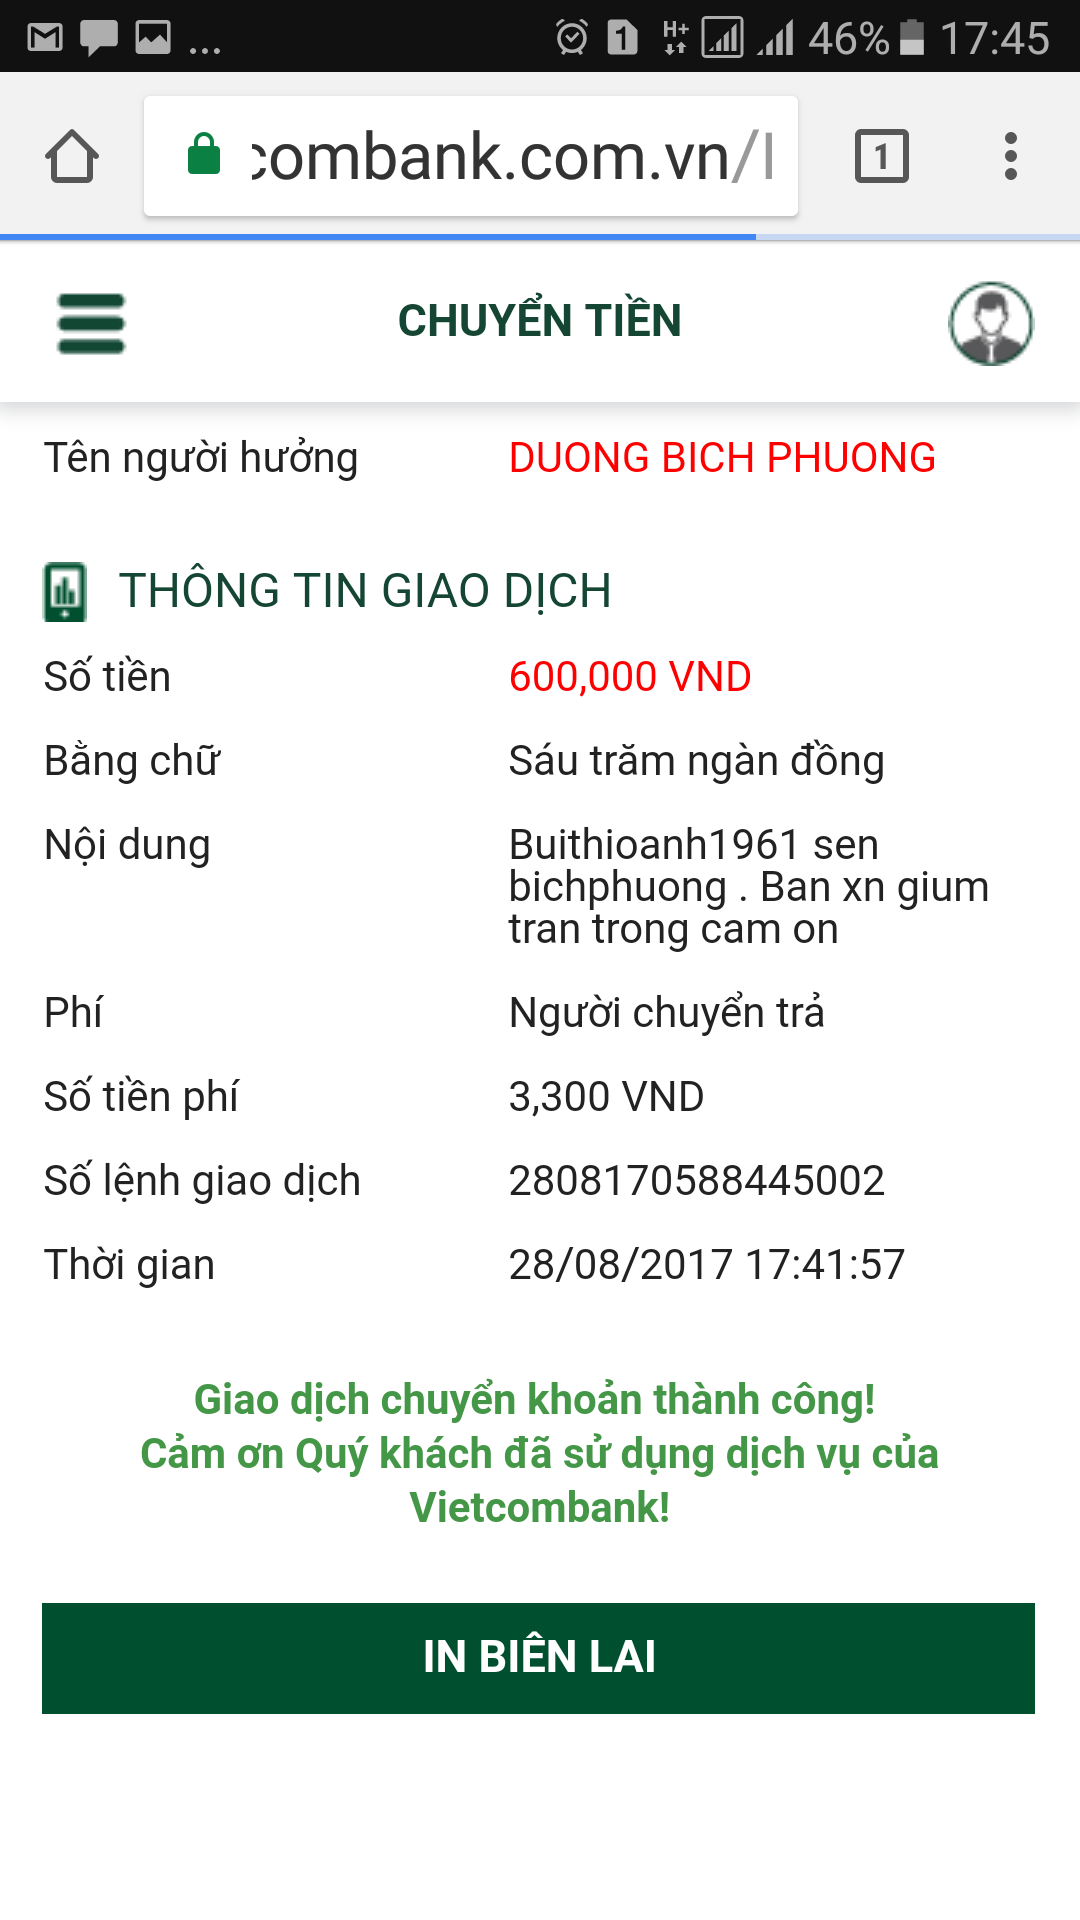 ... 1 H+ 46% 17:45
combank.com.vn/I 1
CHUYỂN TIỀN
Tên người hưởng DUONG BICH PHUONG
THÔNG TIN GIAO DỊCH
Số tiền 600,000 VND
Bằng chữ Sáu trăm ngàn đồng
Nội dung Buithioanh1961 sen
bichphuong . Ban xn gium
tran trong cam on
Phí Người chuyển trả
Số tiền phí 3,300 VND
Số lệnh giao dịch 2808170588445002
Thời gian 28/08/2017 17:41:57
Giao dịch chuyển khoản thành công!
Cảm ơn Quý khách đã sử dụng dịch vụ của
Vietcombank!
IN BIÊN LAI